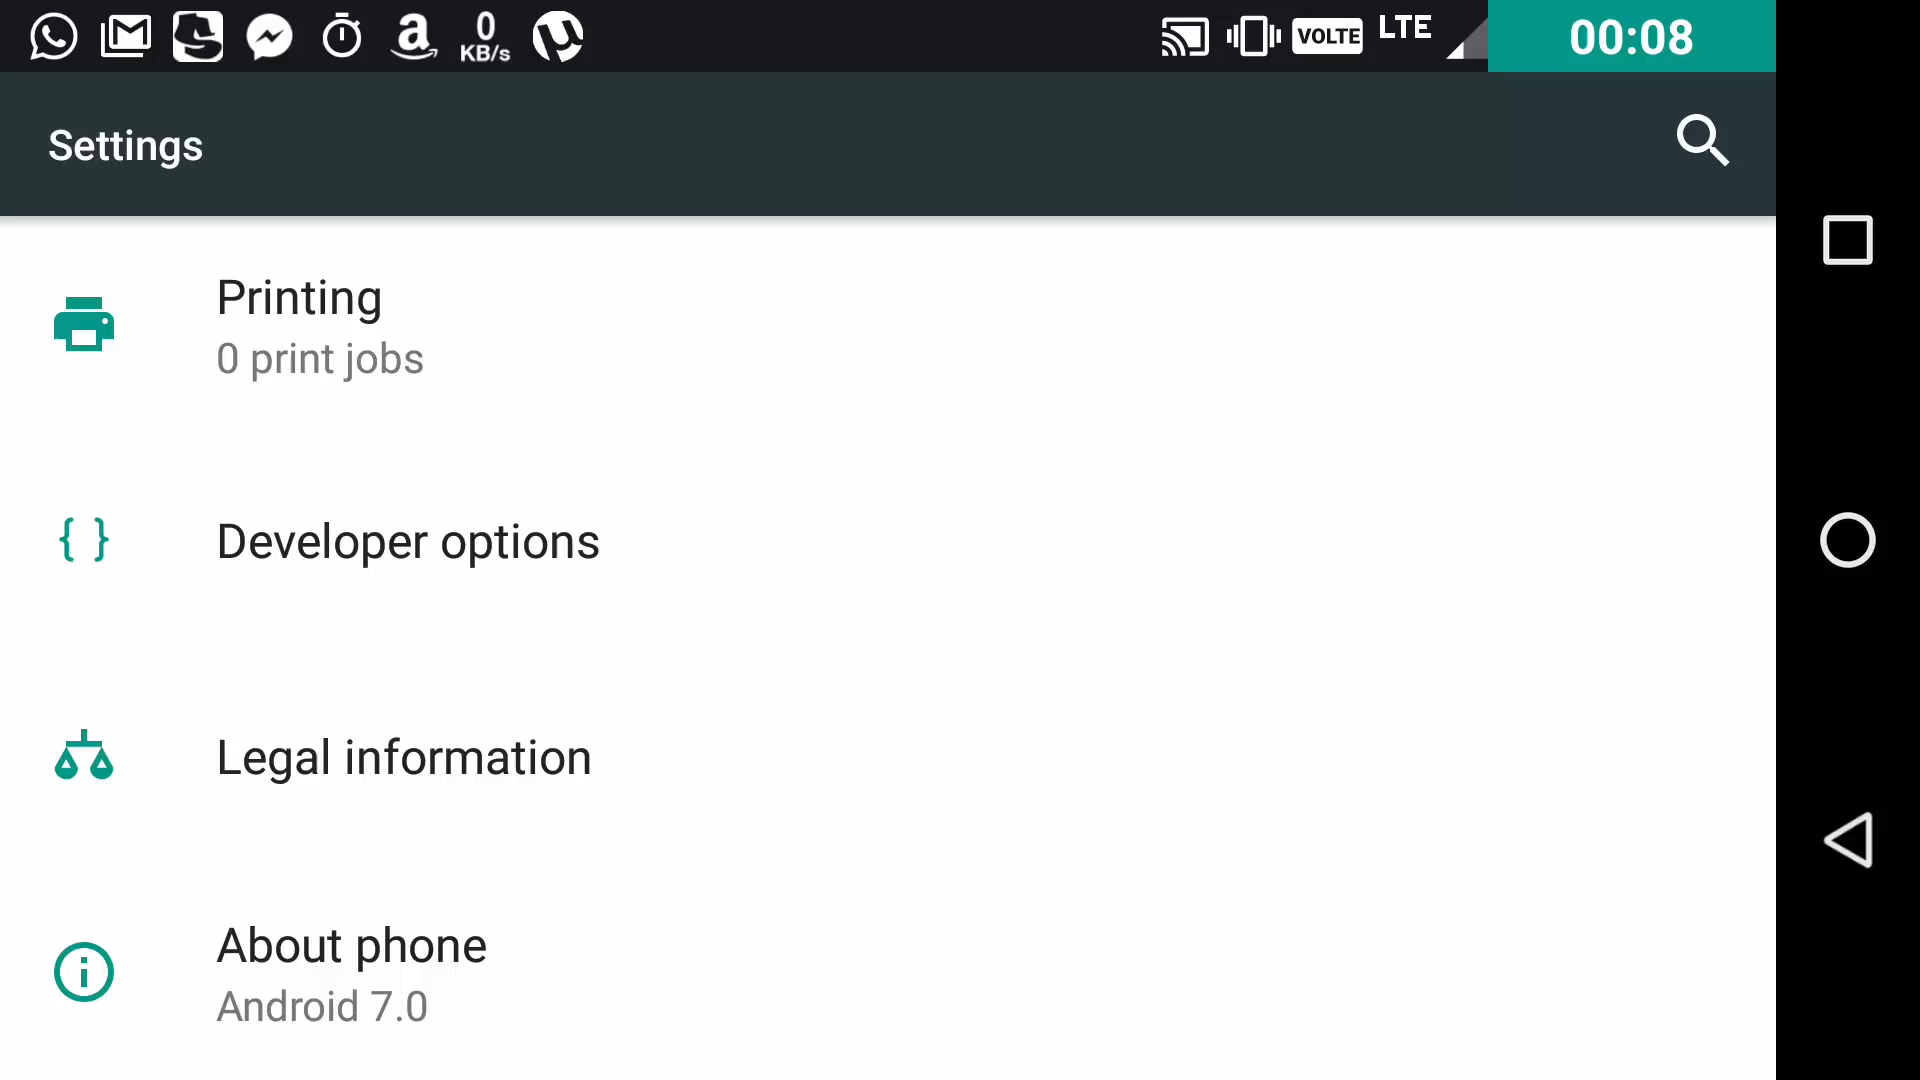 0
KB/s
VOLTE
LTE
00:08
Settings
Printing
0 print jobs
Developer options
Legal information
About phone
Android 7.0